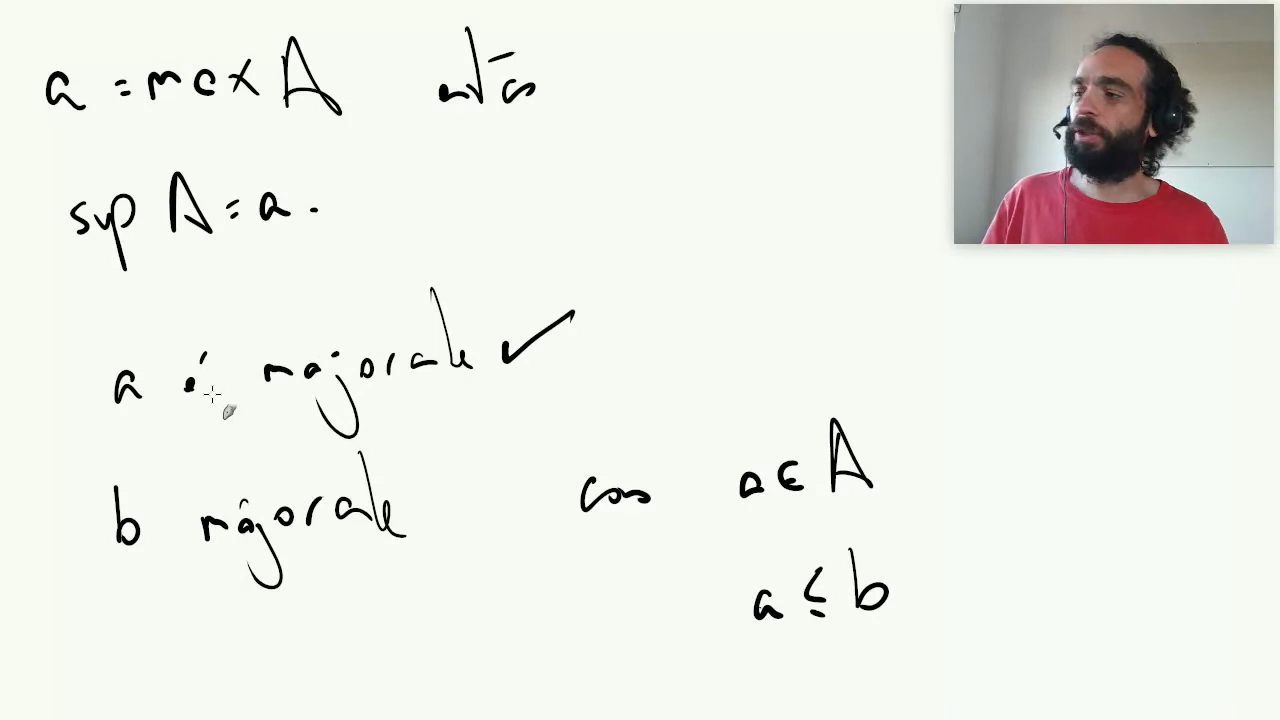 a = max A então
sup A = a.
a é majorante ✓
b majorante como a ∈ A
a ≤ b